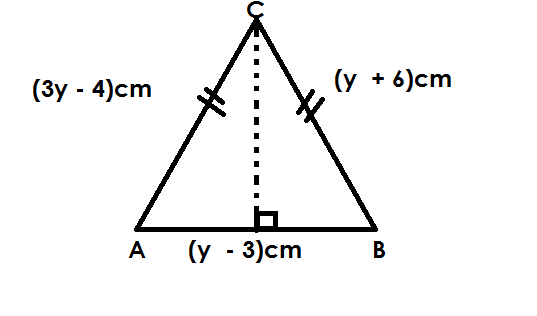 C
(3y - 4)cm
(y + 6)cm
A
(y - 3)cm
B